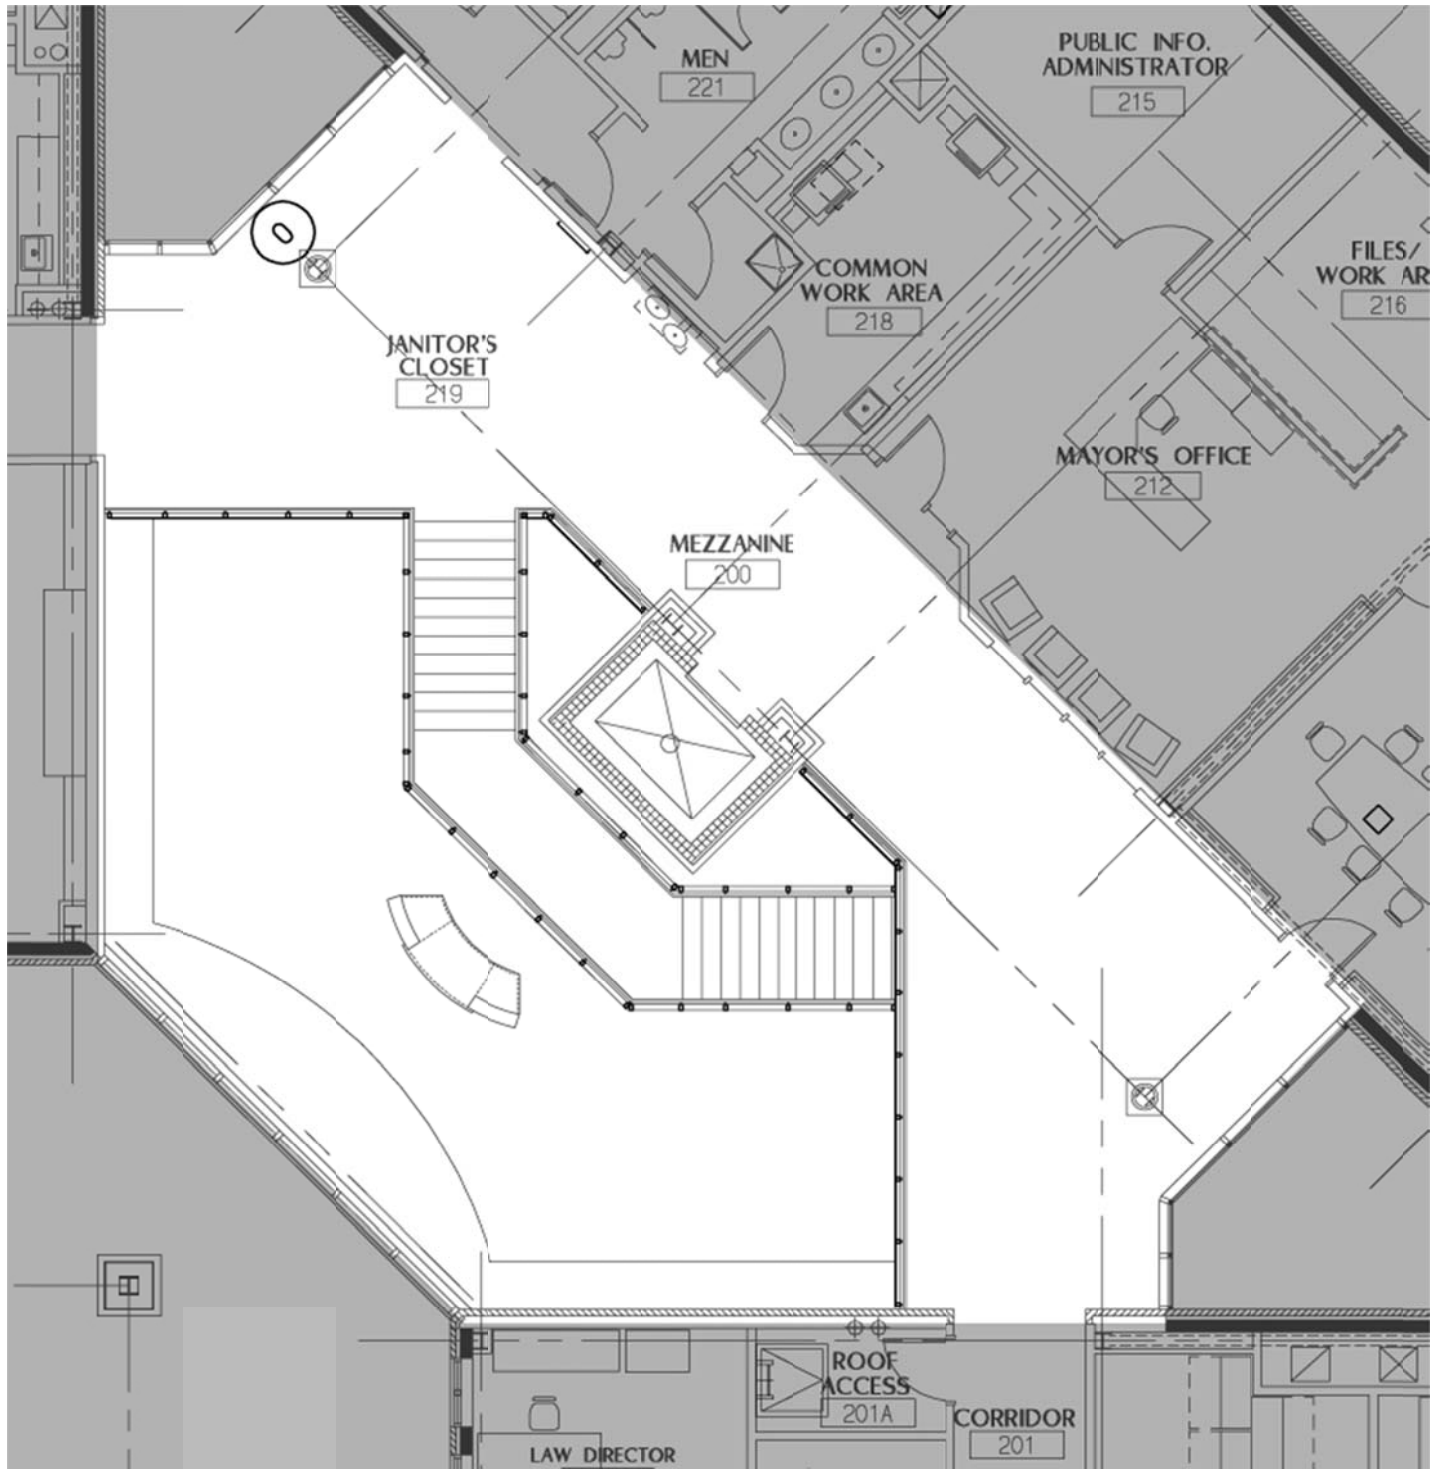 MEN
221
PUBLIC INFO.
ADMINISTRATOR
215
0
COMMON
WORK AREA
218
FILES/
WORK AR
216
JANITOR'S
CLOSET
219
MAYOR'S OFFICE
212
MEZZANINE
200
ROOF
ACCESS
201A
CORRIDOR
201
LAW DIRECTOR